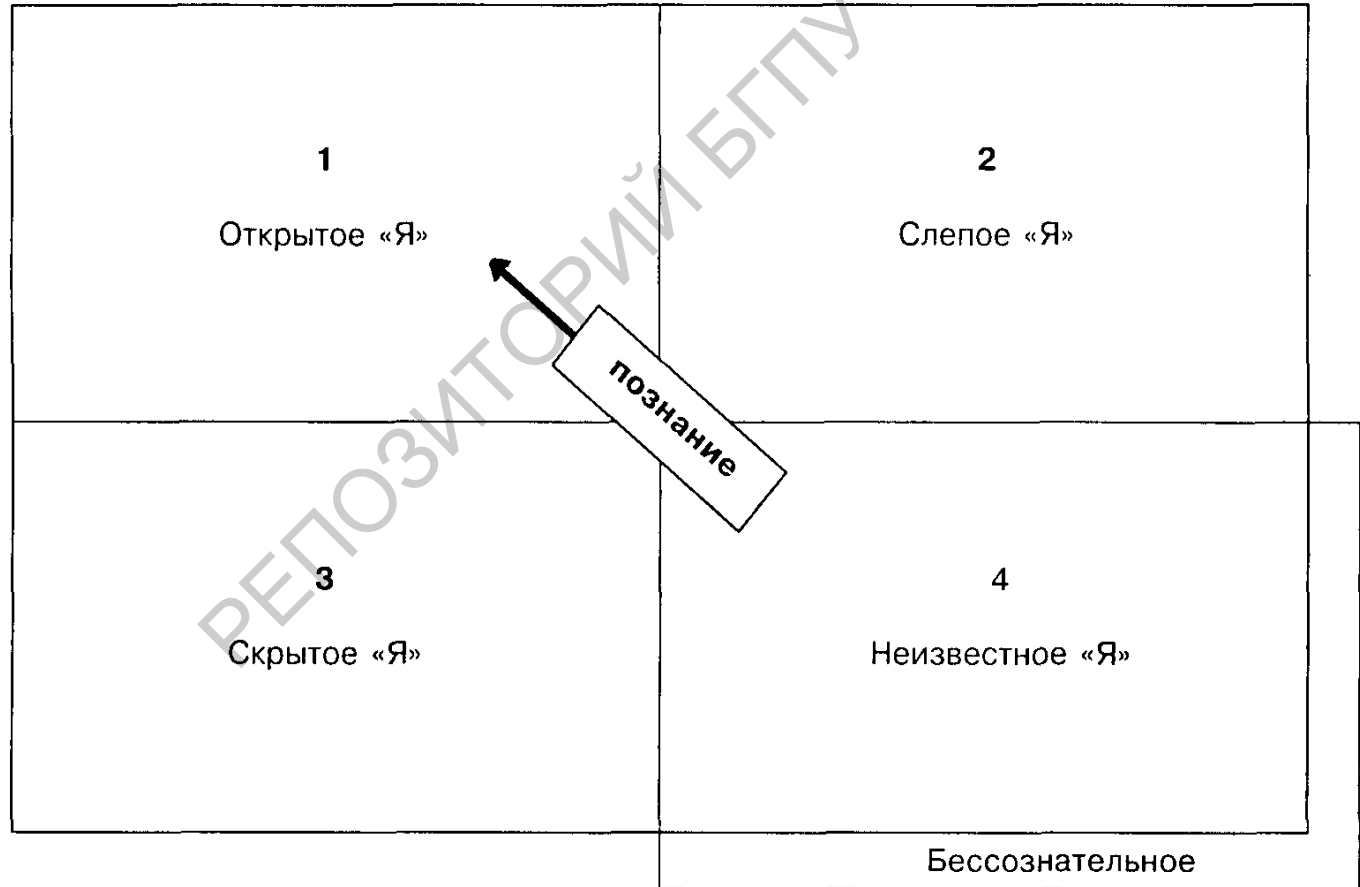 1
Открытое «Я»
2
Слепое «Я»
познание
3
Скрытое «Я»
4
Неизвестное «Я»
Бессознательное
РЕПОЗИТОРИЙ БГПУ